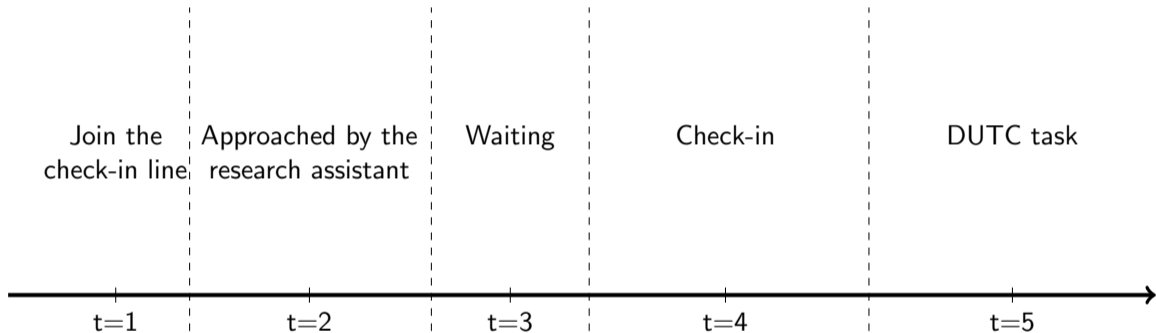 Join the
check-in line
Approached by the
research assistant
Waiting
Check-in
DUTC task
t=1
t=2
t=3
t=4
t=5